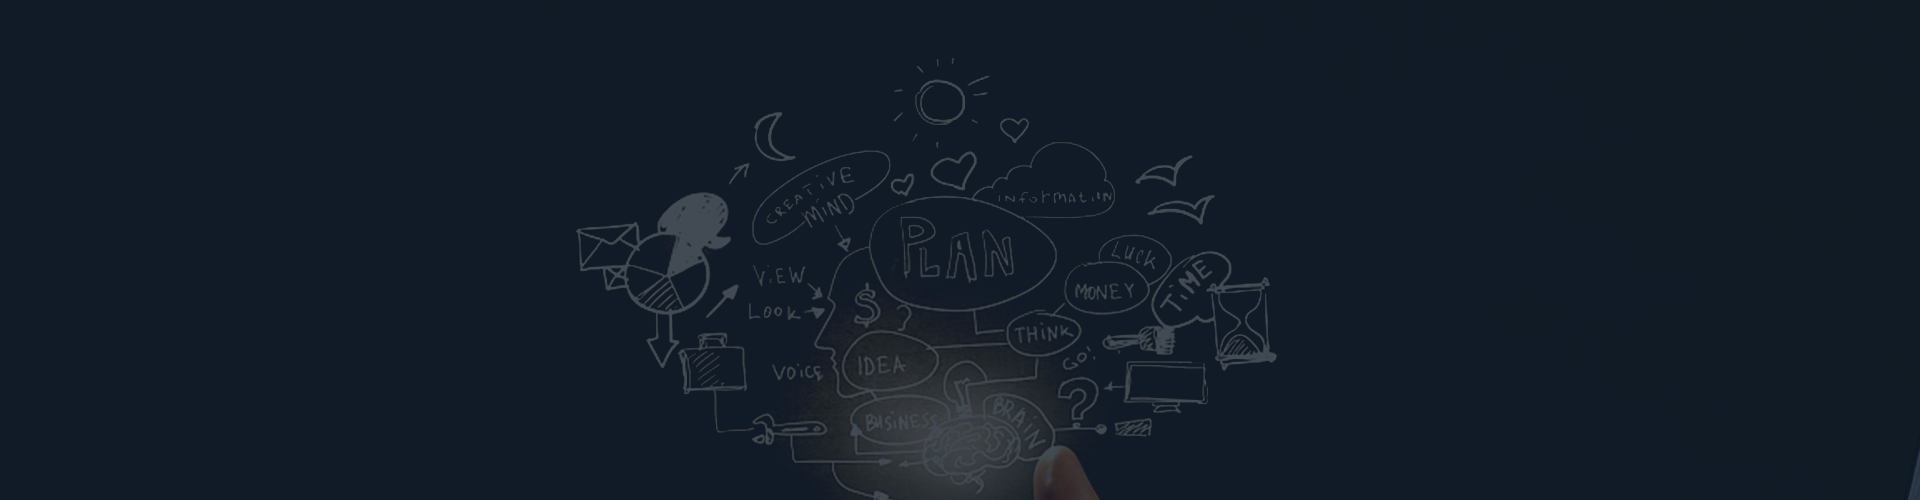 CREATIVE
MIND
INFORMATION
PLAN
LUCK
TIME
ViEW
MONEY
LOOK
$
?
THINK
GO!
IDEA
VOICE
?
BUSINESS
BRAIN